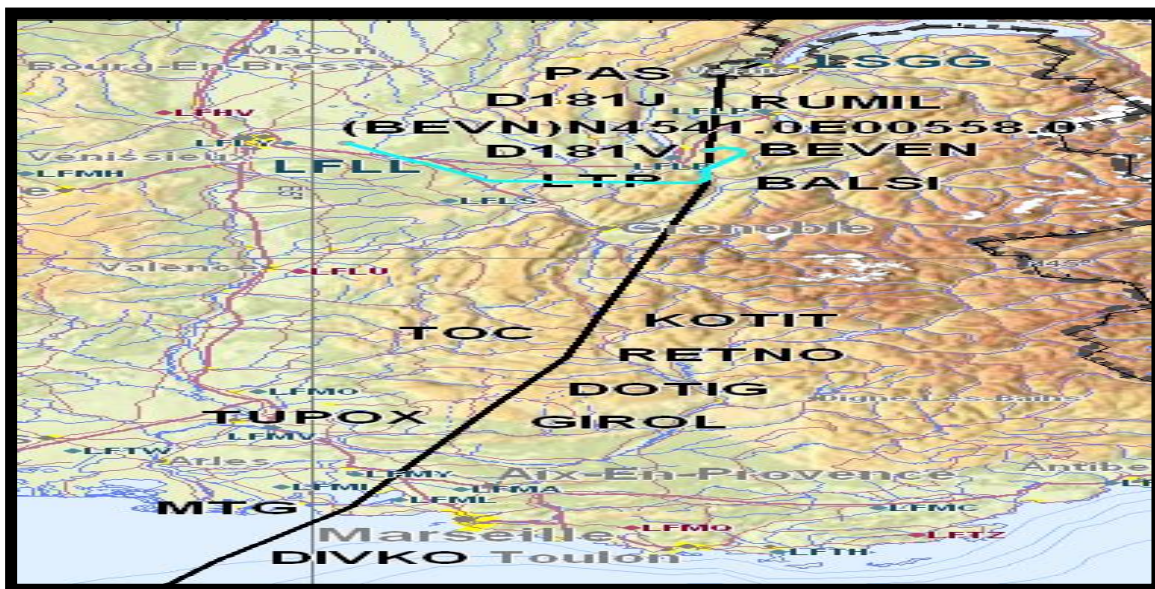 Mâcon
Bourg-En-Bresse
LSGG
PAS
D181J
RUMIL
LFHV
(BEVN)N4541.0E00558.0
D181V
BEVEN
Venissieux
LFLL
LFMH
LTP
BALSI
LFLS
Grenoble
Valence
LFLU
KOTIT
TOC
RETNO
LFMO
DOTIG
Digne-Les-Bains
TUPOX
GIROL
LFMV
LFTW
Arles
LFMY
Aix-En-Provence
Antibe
LFMI
LFMA
LFML
MTG
LFMC
Marseille
LFMQ
LFTZ
DIVKO
Toulon
LFTH